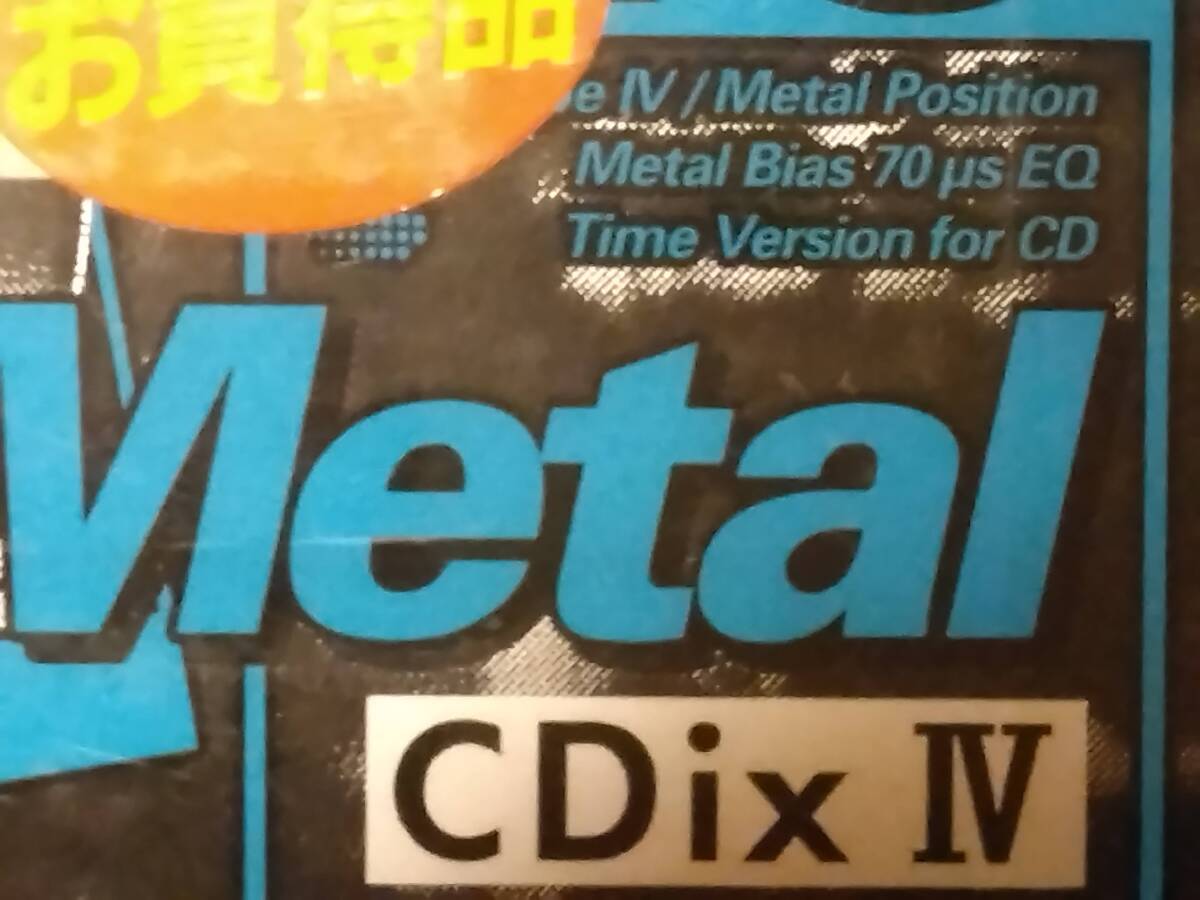 お買得品
e IV / Metal Position
Metal Bias 70 µs EQ
Time Version for CD
Metal
CDix IV